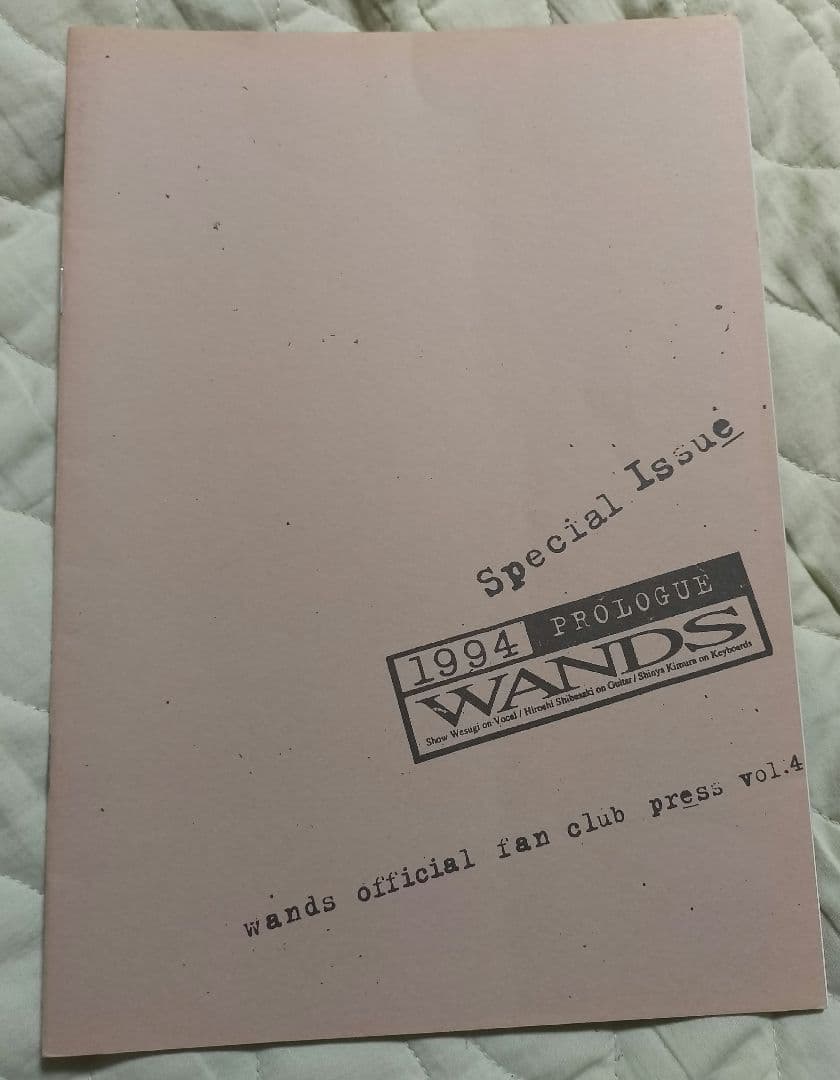 Special Issue
1994 PROLOGUE
WANDS
Show Wesugi on Vocal / Hiroshi Shibasaki on Guitar / Shinya Kimura on Keyboards
wands official fan club press vol.4